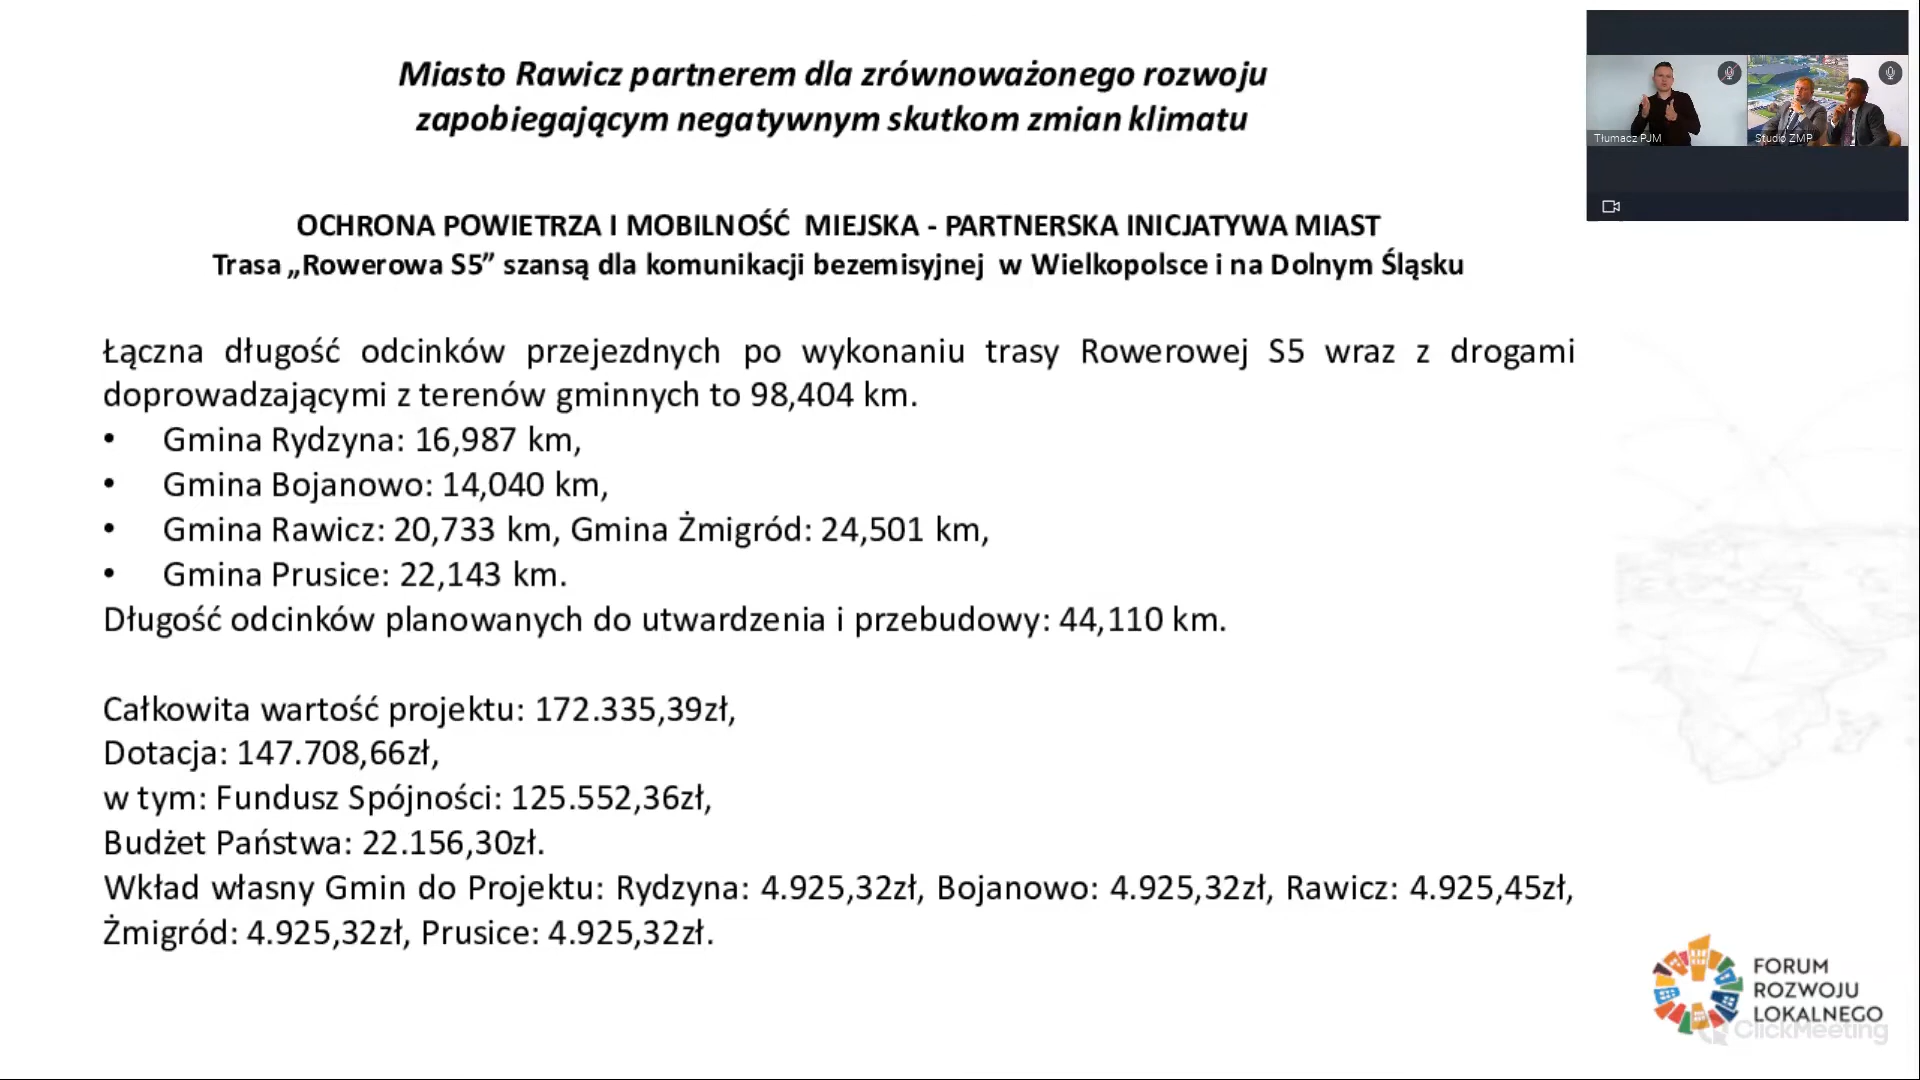 Miasto Rawicz partnerem dla zrównoważonego rozwoju
zapobiegającym negatywnym skutkom zmian klimatu
Tłumacz PJM
Studio ZMP
OCHRONA POWIETRZA I MOBILNOŚĆ MIEJSKA - PARTNERSKA INICJATYWA MIAST
Trasa „Rowerowa S5” szansą dla komunikacji bezemisyjnej w Wielkopolsce i na Dolnym Śląsku
Łączna długość odcinków przejezdnych po wykonaniu trasy Rowerowej S5 wraz z drogami
doprowadzającymi z terenów gminnych to 98,404 km.
• Gmina Rydzyna: 16,987 km,
• Gmina Bojanowo: 14,040 km,
• Gmina Rawicz: 20,733 km, Gmina Żmigród: 24,501 km,
• Gmina Prusice: 22,143 km.
Długość odcinków planowanych do utwardzenia i przebudowy: 44,110 km.
Całkowita wartość projektu: 172.335,39zł,
Dotacja: 147.708,66zł,
w tym: Fundusz Spójności: 125.552,36zł,
Budżet Państwa: 22.156,30zł.
Wkład własny Gmin do Projektu: Rydzyna: 4.925,32zł, Bojanowo: 4.925,32zł, Rawicz: 4.925,45zł,
Żmigród: 4.925,32zł, Prusice: 4.925,32zł.
FORUM
ROZWOJU
LOKALNEGO
ClickMeeting